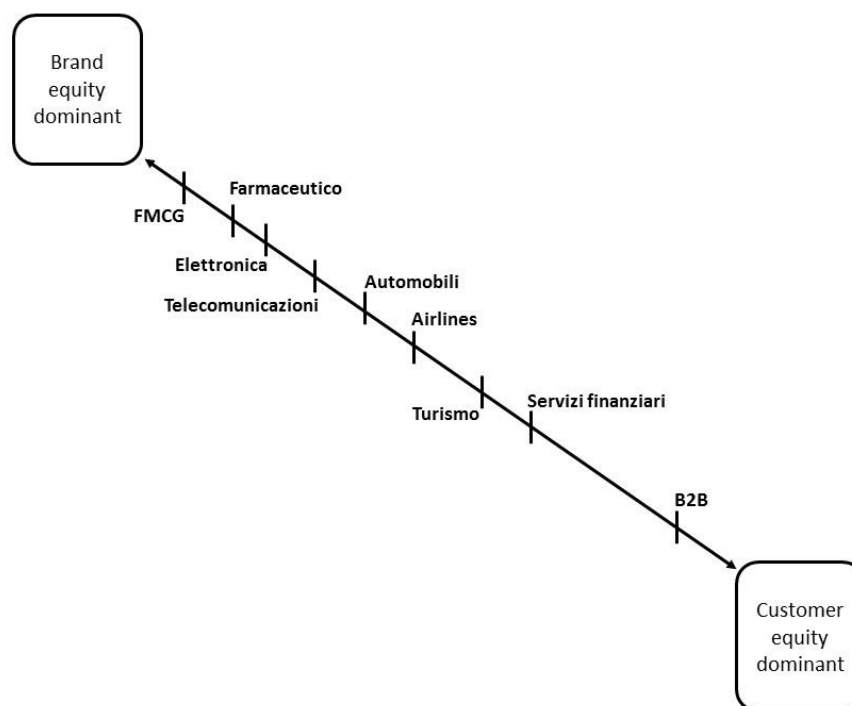 Brand
equity
dominant
Farmaceutico
FMCG
Elettronica
Automobili
Telecomunicazioni
Airlines
Servizi finanziari
Turismo
B2B
Customer
equity
dominant